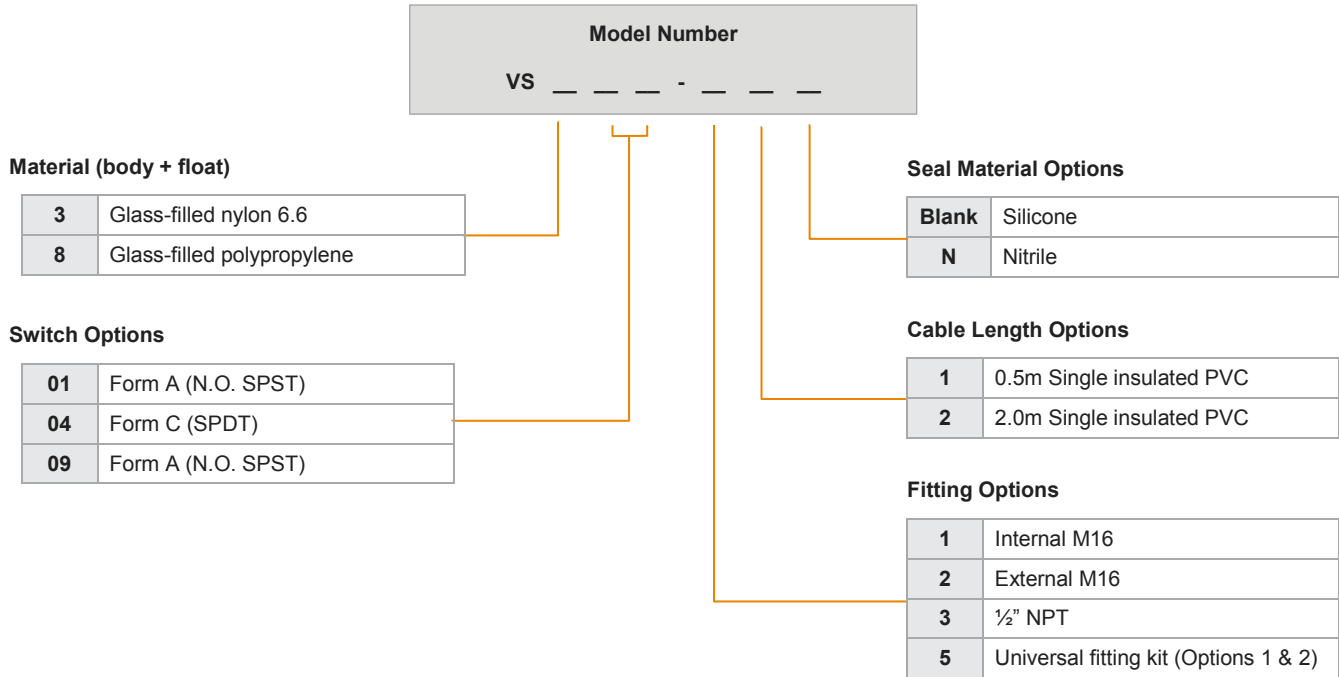 Model Number
VS __ __ __ - __ __ __
Material (body + float)
3 Glass-filled nylon 6.6
8 Glass-filled polypropylene
Switch Options
01 Form A (N.O. SPST)
04 Form C (SPDT)
09 Form A (N.O. SPST)
Seal Material Options
Blank Silicone
N Nitrile
Cable Length Options
1 0.5m Single insulated PVC
2 2.0m Single insulated PVC
Fitting Options
1 Internal M16
2 External M16
3 ½” NPT
5 Universal fitting kit (Options 1 & 2)